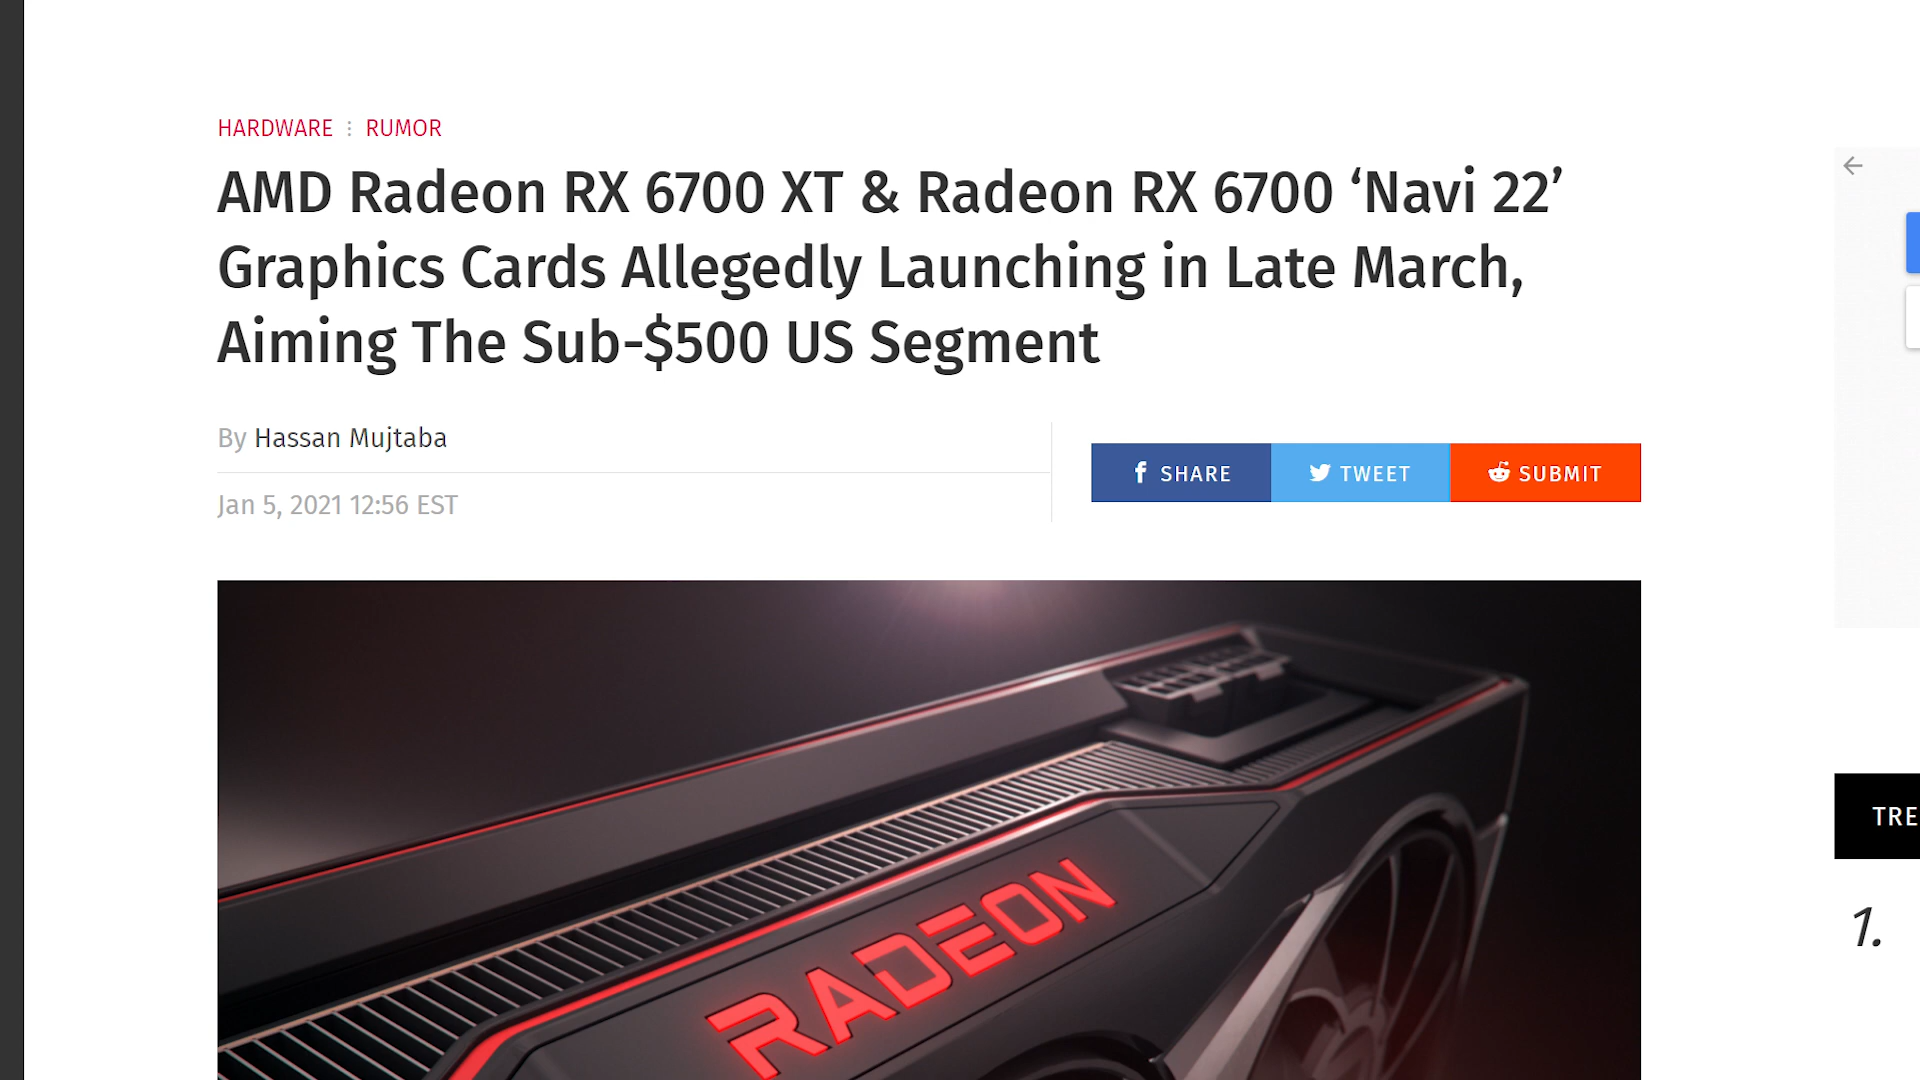 HARDWARE ⋮ RUMOR
AMD Radeon RX 6700 XT & Radeon RX 6700 ‘Navi 22’
Graphics Cards Allegedly Launching in Late March,
Aiming The Sub-$500 US Segment
By Hassan Mujtaba
Jan 5, 2021 12:56 EST
SHARE
TWEET
SUBMIT
RADEON
TRE
1.